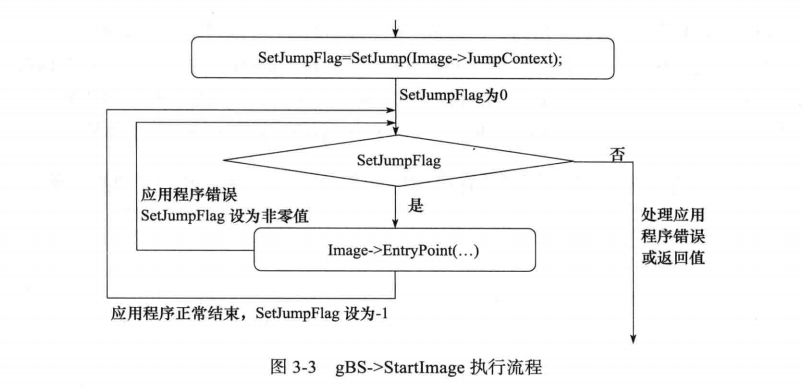 SetJumpFlag=SetJump(Image->JumpContext);
SetJumpFlag为0
SetJumpFlag
否
应用程序错误
SetJumpFlag 设为非零值
是
处理应用
程序错误
或返回值
Image->EntryPoint(…)
应用程序正常结束，SetJumpFlag 设为-1
图 3-3 gBS->StartImage 执行流程